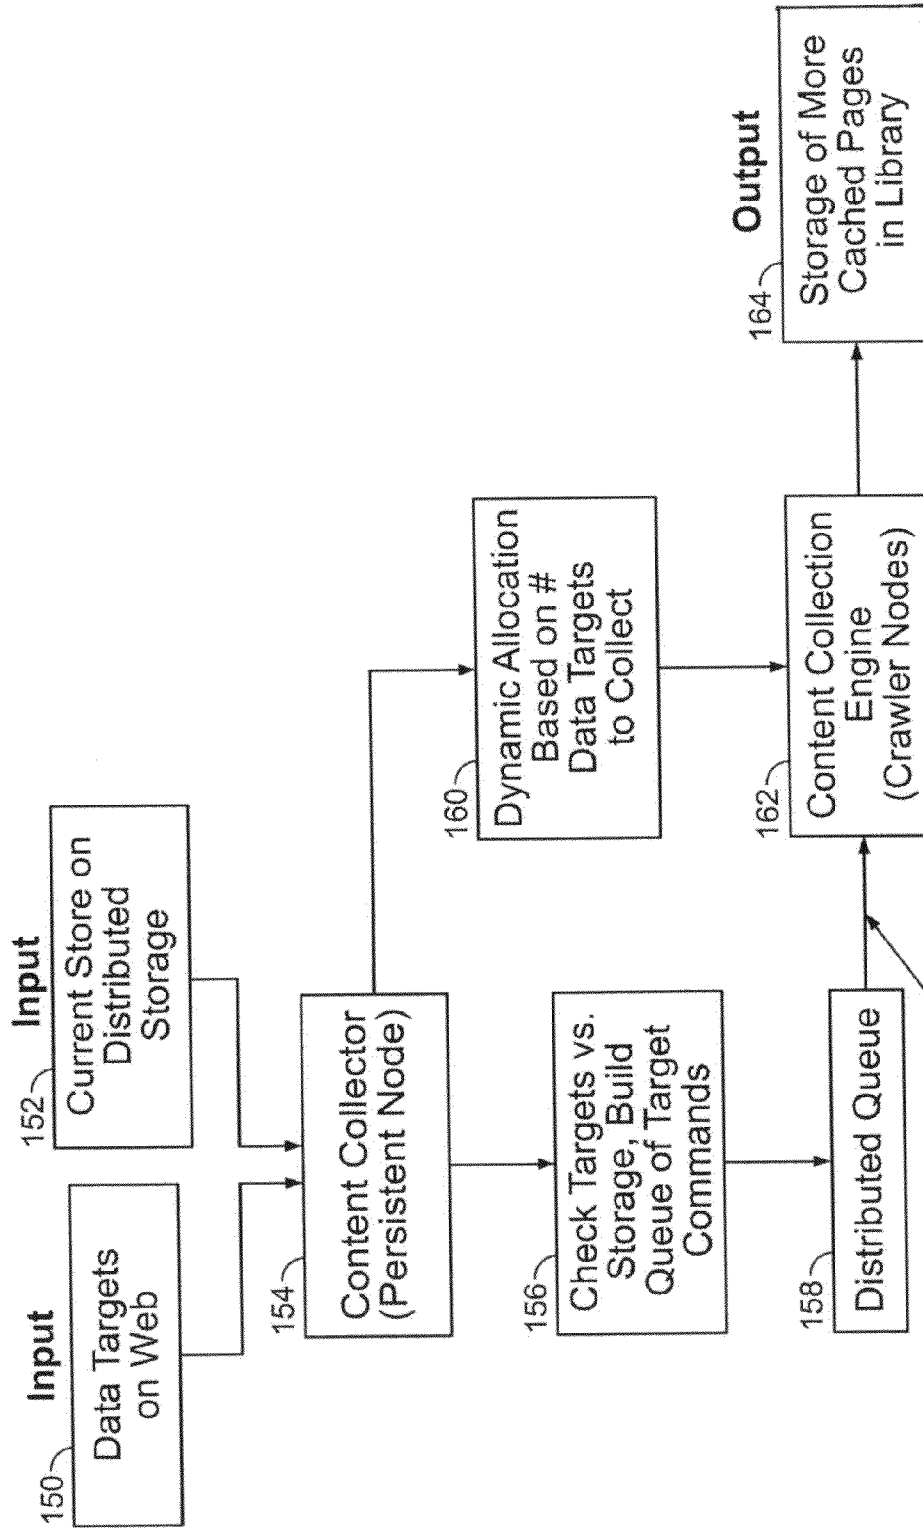 Input
150
Data Targets
on Web
Input
152
Current Store on
Distributed
Storage
154
Content Collector
(Persistent Node)
156
Check Targets vs.
Storage, Build
Queue of Target
Commands
158
Distributed Queue
160
Dynamic Allocation
Based on #
Data Targets
to Collect
162
Content Collection
Engine
(Crawler Nodes)
Output
164
Storage of More
Cached Pages
in Library